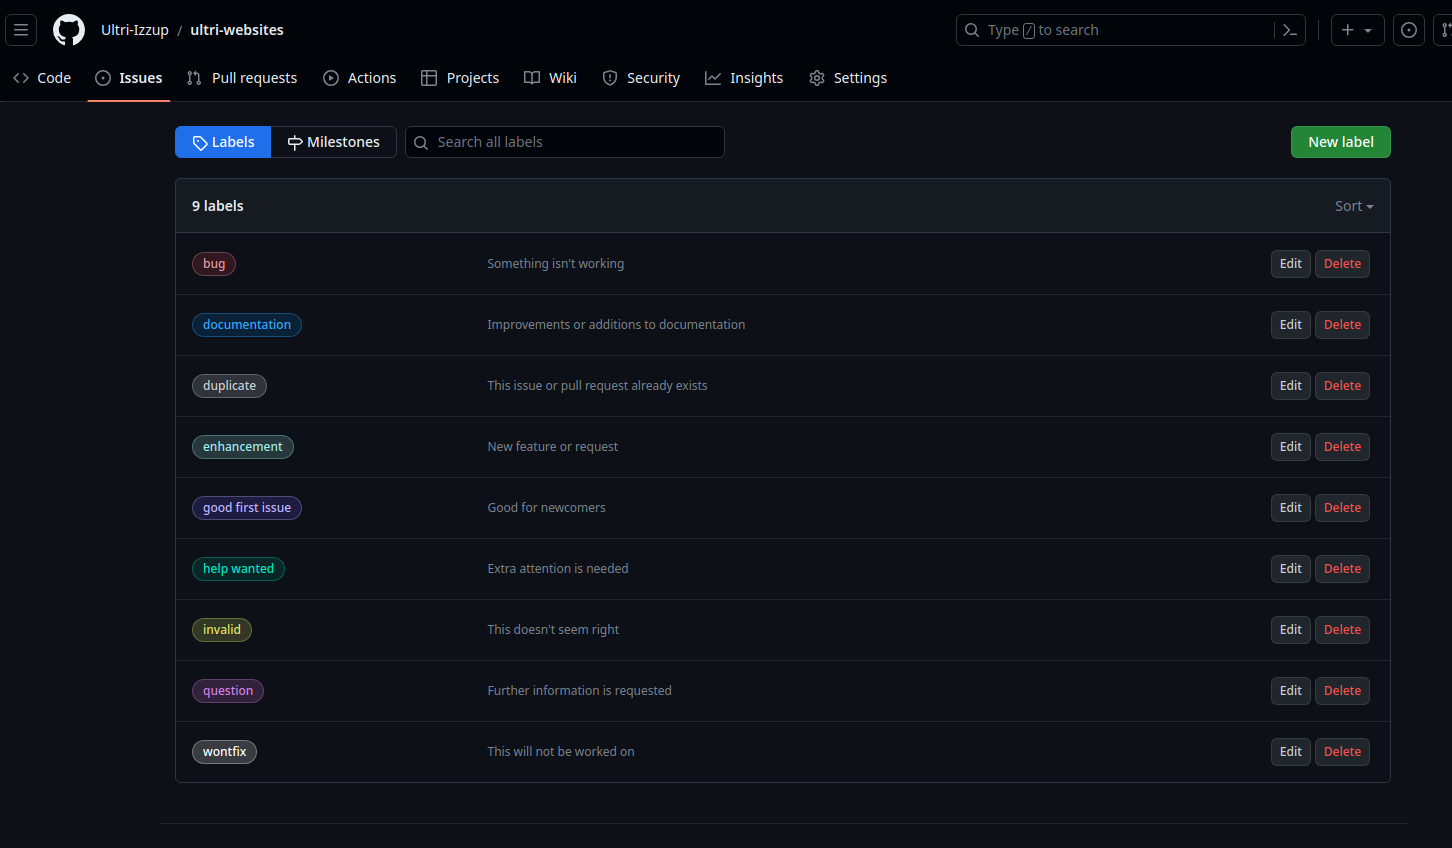 Ultri-Izzup / ultri-websites Type / to search
Code Issues Pull requests Actions Projects Wiki Security Insights Settings
Labels Milestones Search all labels New label
9 labels Sort
bug Something isn't working Edit Delete
documentation Improvements or additions to documentation Edit Delete
duplicate This issue or pull request already exists Edit Delete
enhancement New feature or request Edit Delete
good first issue Good for newcomers Edit Delete
help wanted Extra attention is needed Edit Delete
invalid This doesn't seem right Edit Delete
question Further information is requested Edit Delete
wontfix This will not be worked on Edit Delete